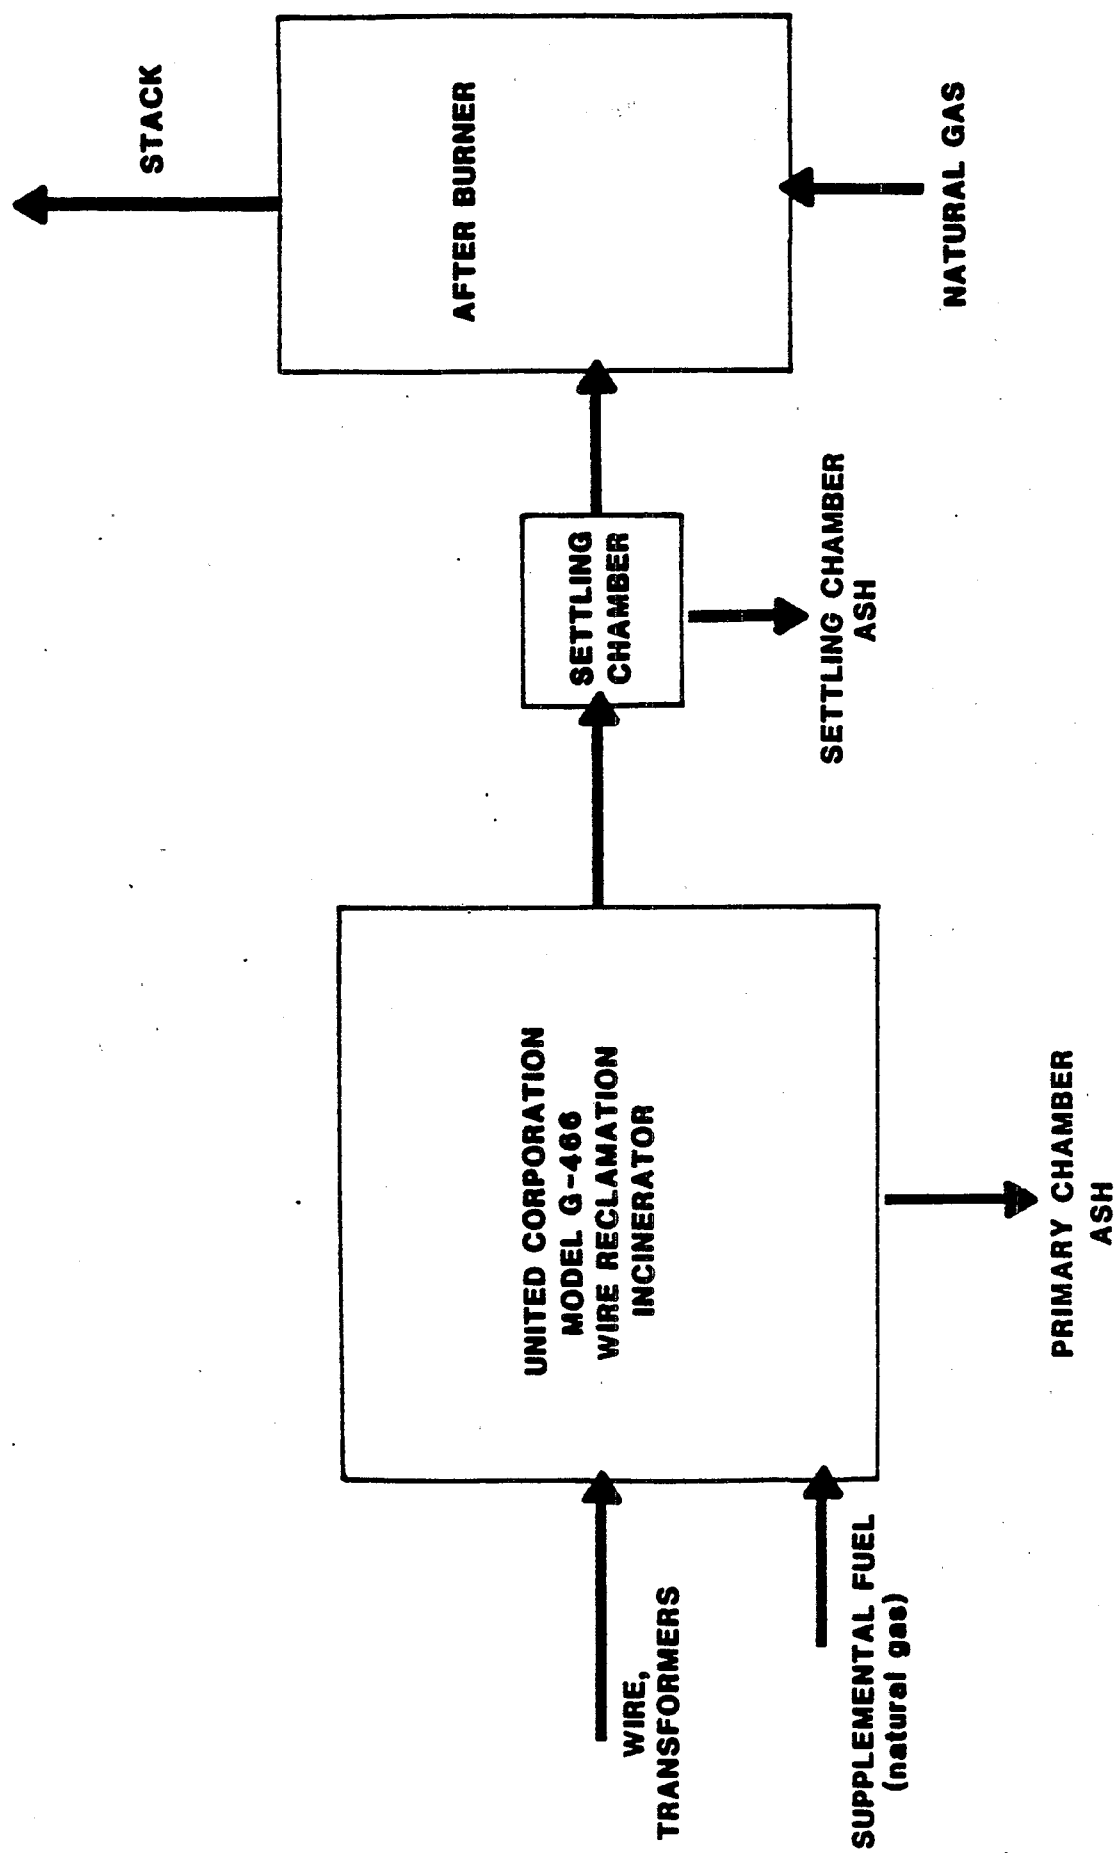 WIRE,
TRANSFORMERS
SUPPLEMENTAL FUEL
(natural gas)
UNITED CORPORATION
MODEL G-466
WIRE RECLAMATION
INCINERATOR
PRIMARY CHAMBER
ASH
SETTLING
CHAMBER
SETTLING CHAMBER
ASH
AFTER BURNER
STACK
NATURAL GAS